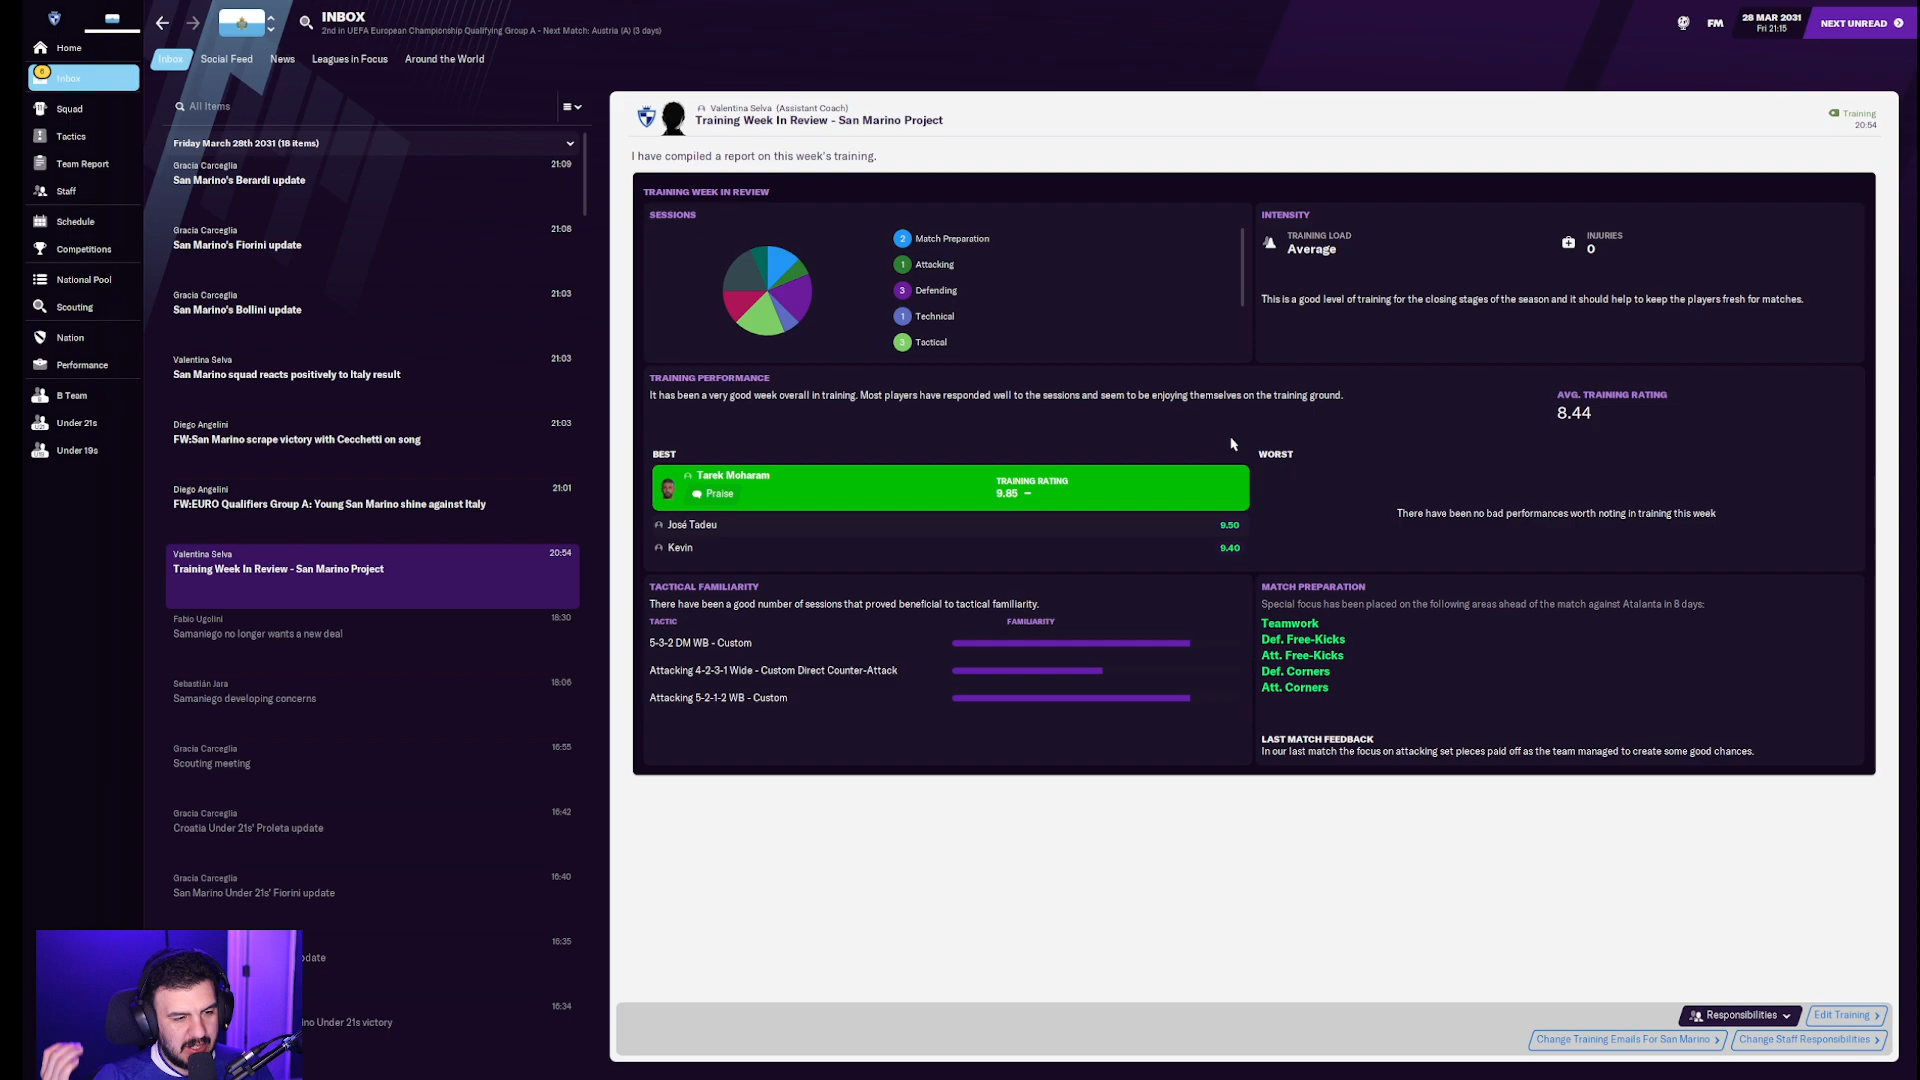 INBOX
2nd in UEFA European Championship Qualifying Group A - Next Match: Austria (A) (3 days)
FM
28 MAR 2031
Fri 21:15
NEXT UNREAD
Home
6
Inbox
Squad
Tactics
Team Report
Staff
Schedule
Competitions
National Pool
Scouting
Nation
Performance
B Team
Under 21s
Under 19s
Inbox
Social Feed
News
Leagues in Focus
Around the World
All Items
Friday March 28th 2031 (18 items)
Gracia Carceglia 21:09
San Marino's Berardi update
Gracia Carceglia 21:08
San Marino's Fiorini update
Gracia Carceglia 21:03
San Marino's Bollini update
Valentina Selva 21:03
San Marino squad reacts positively to Italy result
Diego Angelini 21:03
FW:San Marino scrape victory with Cecchetti on song
Diego Angelini 21:01
FW:EURO Qualifiers Group A: Young San Marino shine against Italy
Valentina Selva 20:54
Training Week In Review - San Marino Project
Fabio Ugolini 18:30
Samaniego no longer wants a new deal
Sebastián Jara 18:06
Samaniego developing concerns
Gracia Carceglia 16:55
Scouting meeting
Gracia Carceglia 16:42
Croatia Under 21s' Proleta update
Gracia Carceglia 16:40
San Marino Under 21s' Fiorini update
16:35
16:34
Under 21s victory
Valentina Selva (Assistant Coach)
Training Week In Review - San Marino Project
Training
20:54
I have compiled a report on this week's training.
TRAINING WEEK IN REVIEW
SESSIONS
2 Match Preparation
1 Attacking
3 Defending
1 Technical
3 Tactical
INTENSITY
TRAINING LOAD
Average
INJURIES
0
This is a good level of training for the closing stages of the season and it should help to keep the players fresh for matches.
TRAINING PERFORMANCE
It has been a very good week overall in training. Most players have responded well to the sessions and seem to be enjoying themselves on the training ground.
AVG. TRAINING RATING
8.44
BEST
Tarek Moharam
Praise
TRAINING RATING
9.85 –
José Tadeu 9.50
Kevin 9.40
WORST
There have been no bad performances worth noting in training this week
TACTICAL FAMILIARITY
There have been a good number of sessions that proved beneficial to tactical familiarity.
TACTIC FAMILIARITY
5-3-2 DM WB - Custom
Attacking 4-2-3-1 Wide - Custom Direct Counter-Attack
Attacking 5-2-1-2 WB - Custom
MATCH PREPARATION
Special focus has been placed on the following areas ahead of the match against Atalanta in 8 days:
Teamwork
Def. Free-Kicks
Att. Free-Kicks
Def. Corners
Att. Corners
LAST MATCH FEEDBACK
In our last match the focus on attacking set pieces paid off as the team managed to create some good chances.
Responsibilities
Edit Training
Change Training Emails For San Marino
Change Staff Responsibilities